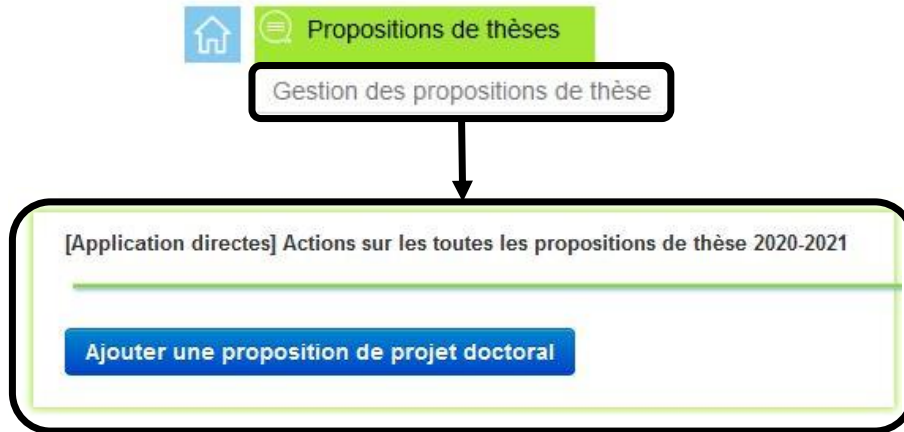 Propositions de thèses
Gestion des propositions de thèse
[Application directes] Actions sur les toutes les propositions de thèse 2020-2021
Ajouter une proposition de projet doctoral